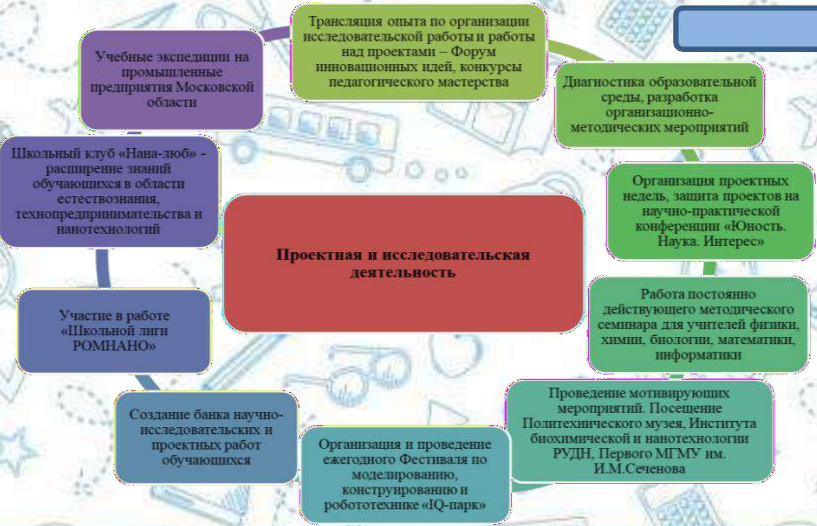 Трансляция опыта по организации
исследовательской работы и работы
над проектами – Форум
инновационных идей, конкурсы
педагогического мастерства
Диагностика образовательной
среды, разработка
организационно-
методических мероприятий
Организация проектных
недель, защита проектов на
научно-практической
конференции «Юность.
Наука. Интерес»
Работа постоянно
действующего методического
семинара для учителей физики,
химии, биологии, математики,
информатики
Проведение мотивирующих
мероприятий. Посещение
Политехнического музея, Института
биохимической и нанотехнологии
РУДН, Первого МГМУ им.
И.М.Сеченова
Организация и проведение
ежегодного Фестиваля по
моделированию,
конструированию и
робототехнике «IQ-парк»
Создание банка научно-
исследовательских и
проектных работ
обучающихся
Участие в работе
«Школьной лиги
РОМНАНО»
Школьный клуб «Нана-люб» -
расширение знаний
обучающихся в области
естествознания,
технопредпринимательства и
нанотехнологий
Учебные экспедиции на
промышленные
предприятия Московской
области
Проектная и исследовательская
деятельность